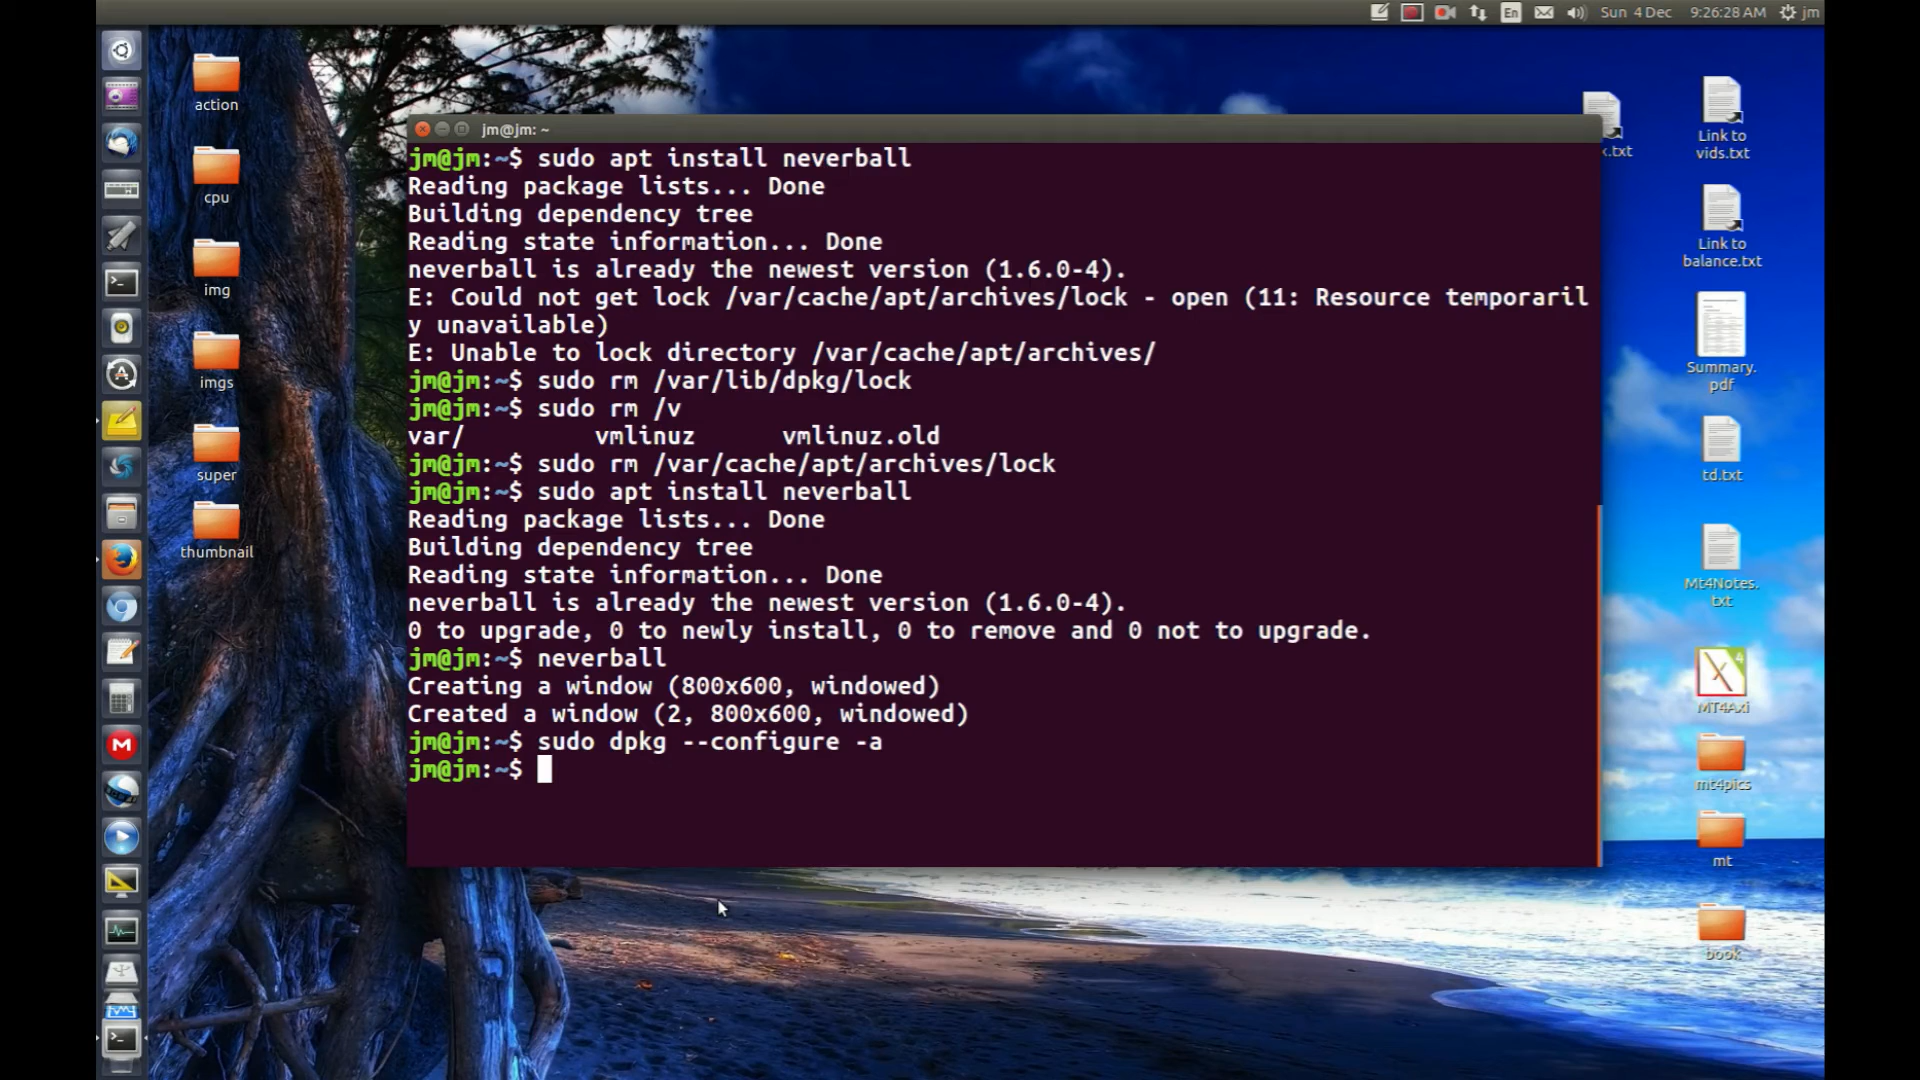 En
Sun 4 Dec
9:26:28 AM
jm
action
cpu
img
imgs
super
thumbnail
jm@jm: ~
jm@jm:~$ sudo apt install neverball
Reading package lists... Done
Building dependency tree
Reading state information... Done
neverball is already the newest version (1.6.0-4).
E: Could not get lock /var/cache/apt/archives/lock - open (11: Resource temporaril
y unavailable)
E: Unable to lock directory /var/cache/apt/archives/
jm@jm:~$ sudo rm /var/lib/dpkg/lock
jm@jm:~$ sudo rm /v
var/ vmlinuz vmlinuz.old
jm@jm:~$ sudo rm /var/cache/apt/archives/lock
jm@jm:~$ sudo apt install neverball
Reading package lists... Done
Building dependency tree
Reading state information... Done
neverball is already the newest version (1.6.0-4).
0 to upgrade, 0 to newly install, 0 to remove and 0 not to upgrade.
jm@jm:~$ neverball
Creating a window (800x600, windowed)
Created a window (2, 800x600, windowed)
jm@jm:~$ sudo dpkg --configure -a
jm@jm:~$
Link to
vids.txt
Link to
balance.txt
Summary.
pdf
td.txt
Mt4Notes.
txt
MT4Axi
mt4pics
mt
book